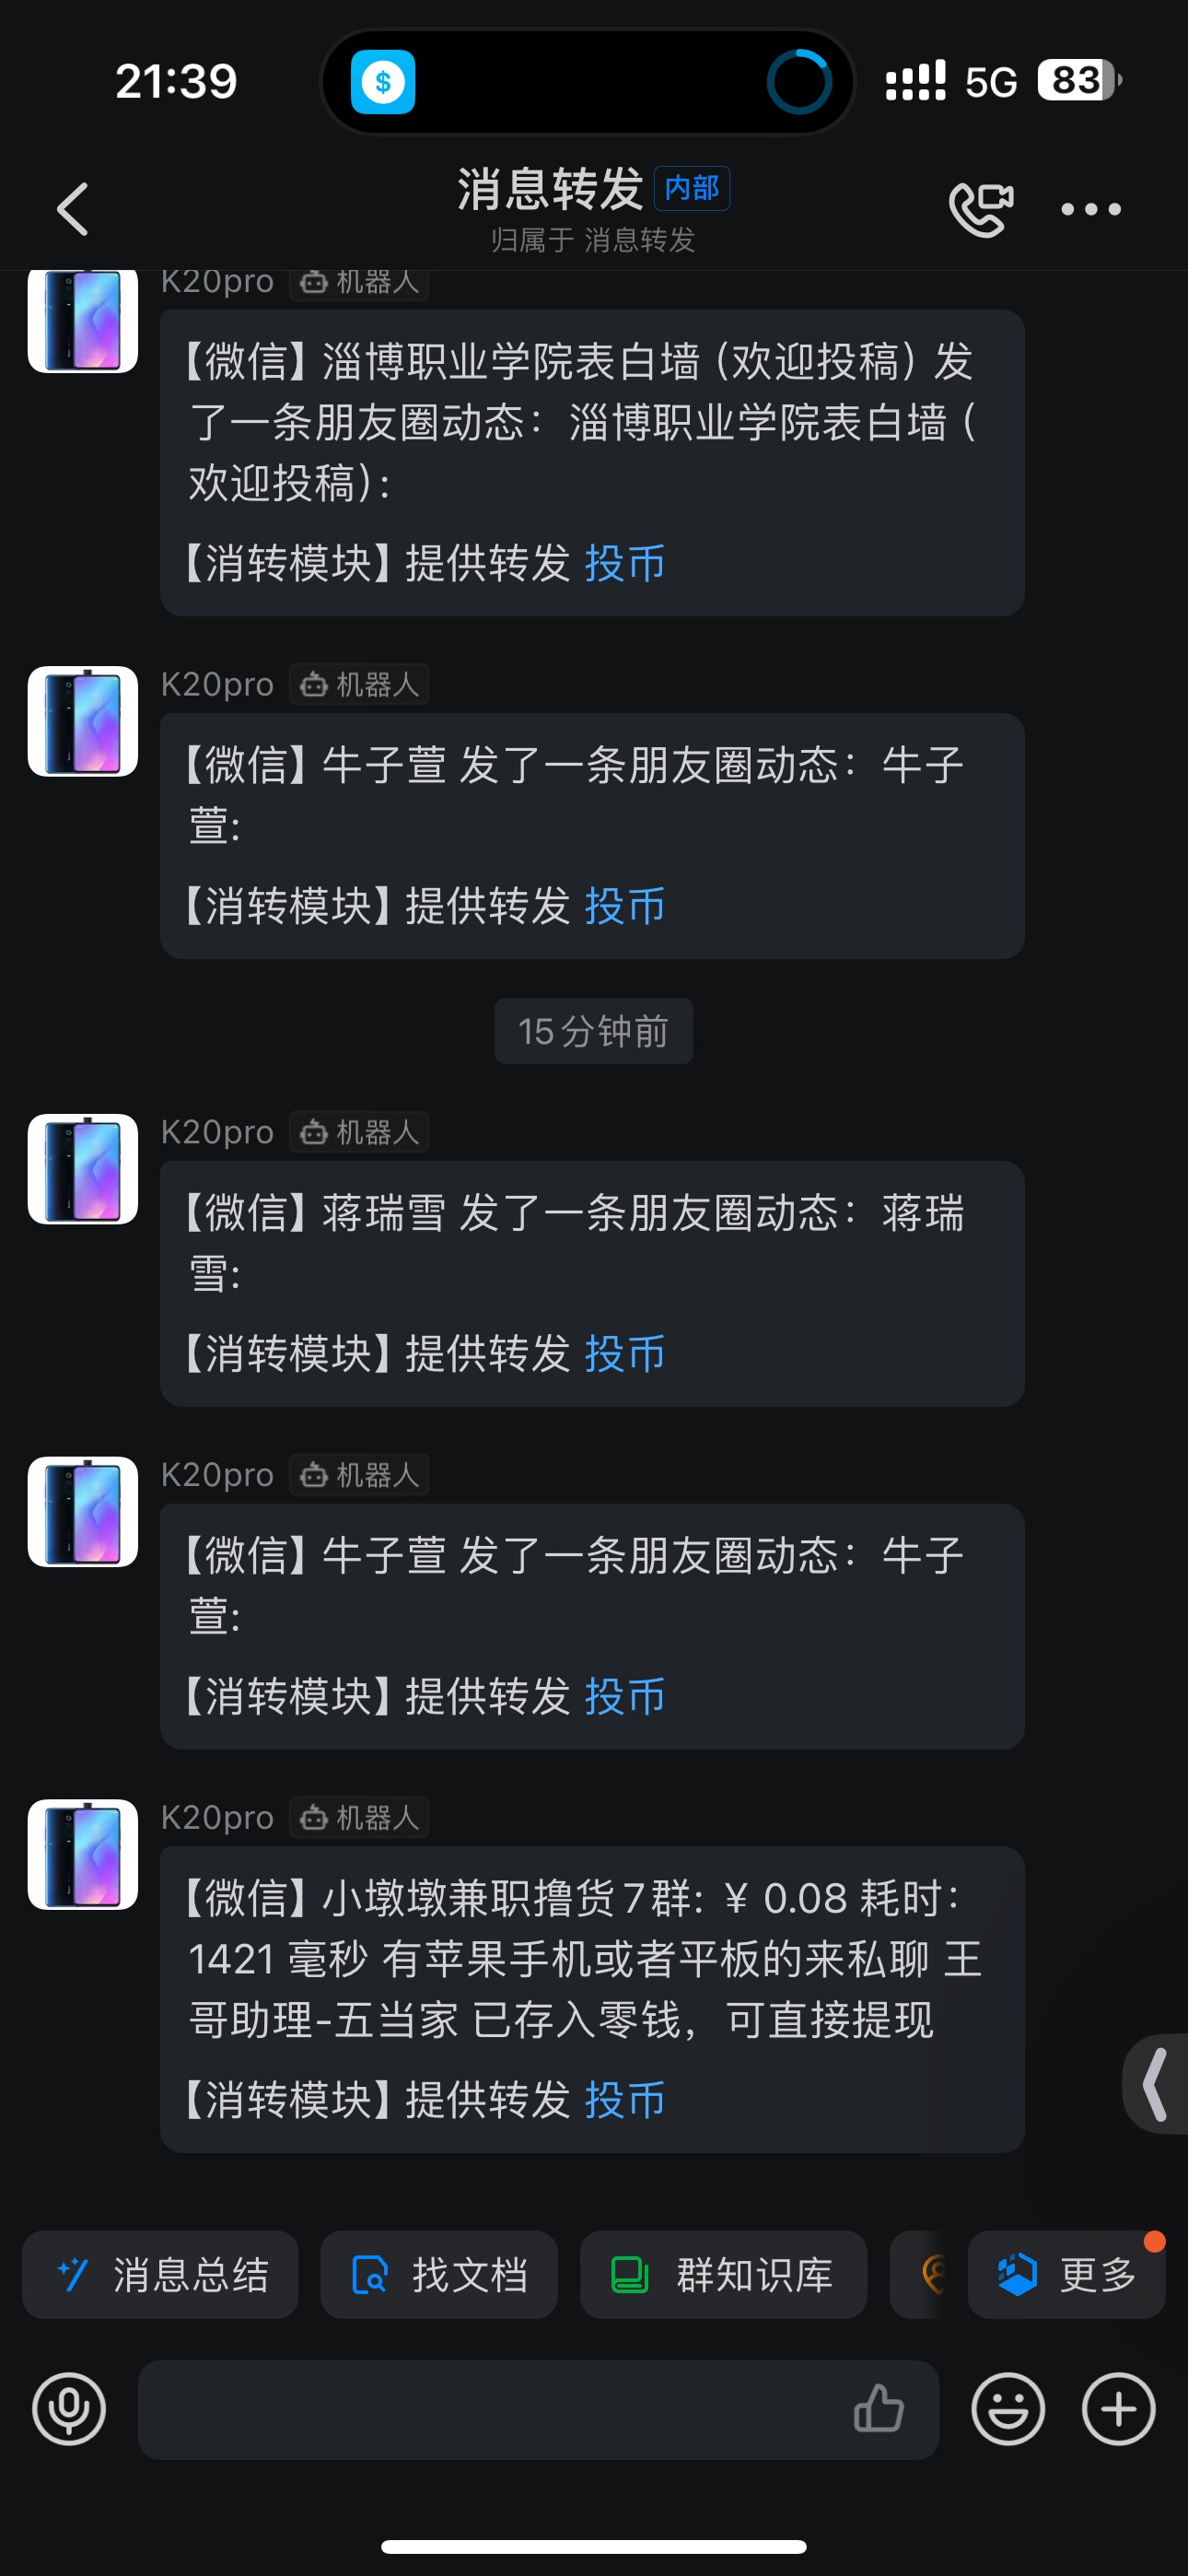 21:39
5G 83
消息转发 内部
归属于 消息转发
K20pro 机器人
【微信】淄博职业学院表白墙（欢迎投稿）发
了一条朋友圈动态：淄博职业学院表白墙（
欢迎投稿）:
【消转模块】提供转发 投币
K20pro 机器人
【微信】牛子萱 发了一条朋友圈动态：牛子
萱:
【消转模块】提供转发 投币
15分钟前
K20pro 机器人
【微信】蒋瑞雪 发了一条朋友圈动态：蒋瑞
雪:
【消转模块】提供转发 投币
K20pro 机器人
【微信】牛子萱 发了一条朋友圈动态：牛子
萱:
【消转模块】提供转发 投币
K20pro 机器人
【微信】小墩墩兼职撸货7群: ￥ 0.08 耗时：
1421 毫秒 有苹果手机或者平板的来私聊 王
哥助理-五当家 已存入零钱，可直接提现
【消转模块】提供转发 投币
消息总结 找文档 群知识库 更多